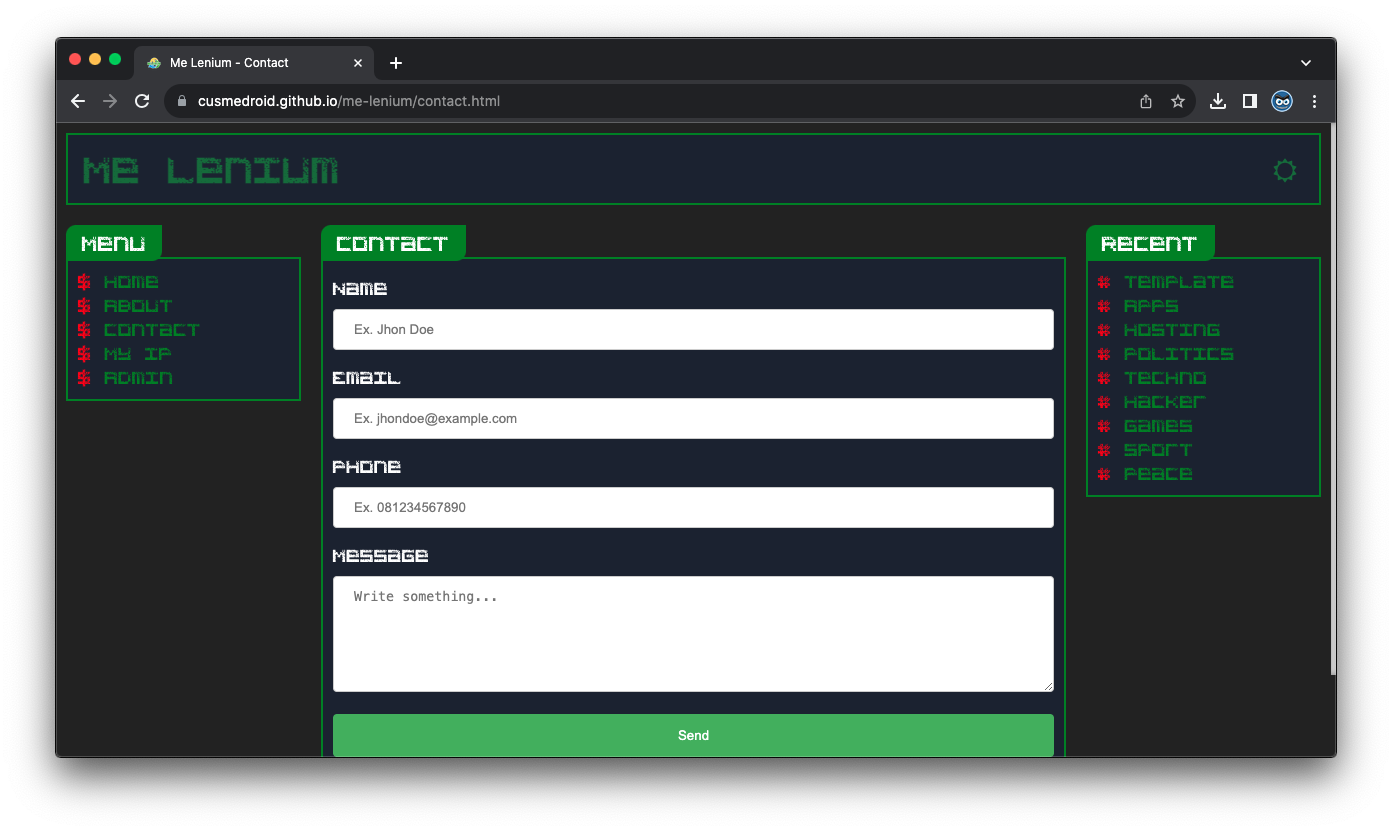 Me Lenium - Contact
cusmedroid.github.io/me-lenium/contact.html
Me Lenium
Menu
$ Home
$ About
$ Contact
$ My IP
$ Admin
Contact
Name
Ex. Jhon Doe
Email
Ex. jhondoe@example.com
Phone
Ex. 081234567890
Message
Write something...
Send
Recent
# Template
# Apps
# Hosting
# Politics
# Techno
# Hacker
# Games
# Sport
# Peace